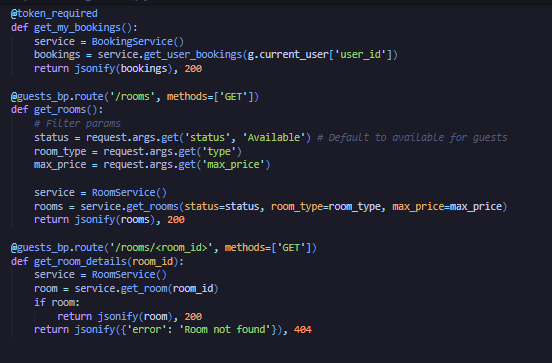 @token_required
def get_my_bookings():
    service = BookingService()
    bookings = service.get_user_bookings(g.current_user['user_id'])
    return jsonify(bookings), 200

@guests_bp.route('/rooms', methods=['GET'])
def get_rooms():
    # Filter params
    status = request.args.get('status', 'Available') # Default to available for guests
    room_type = request.args.get('type')
    max_price = request.args.get('max_price')

    service = RoomService()
    rooms = service.get_rooms(status=status, room_type=room_type, max_price=max_price)
    return jsonify(rooms), 200

@guests_bp.route('/rooms/<room_id>', methods=['GET'])
def get_room_details(room_id):
    service = RoomService()
    room = service.get_room(room_id)
    if room:
        return jsonify(room), 200
    return jsonify({'error': 'Room not found'}), 404